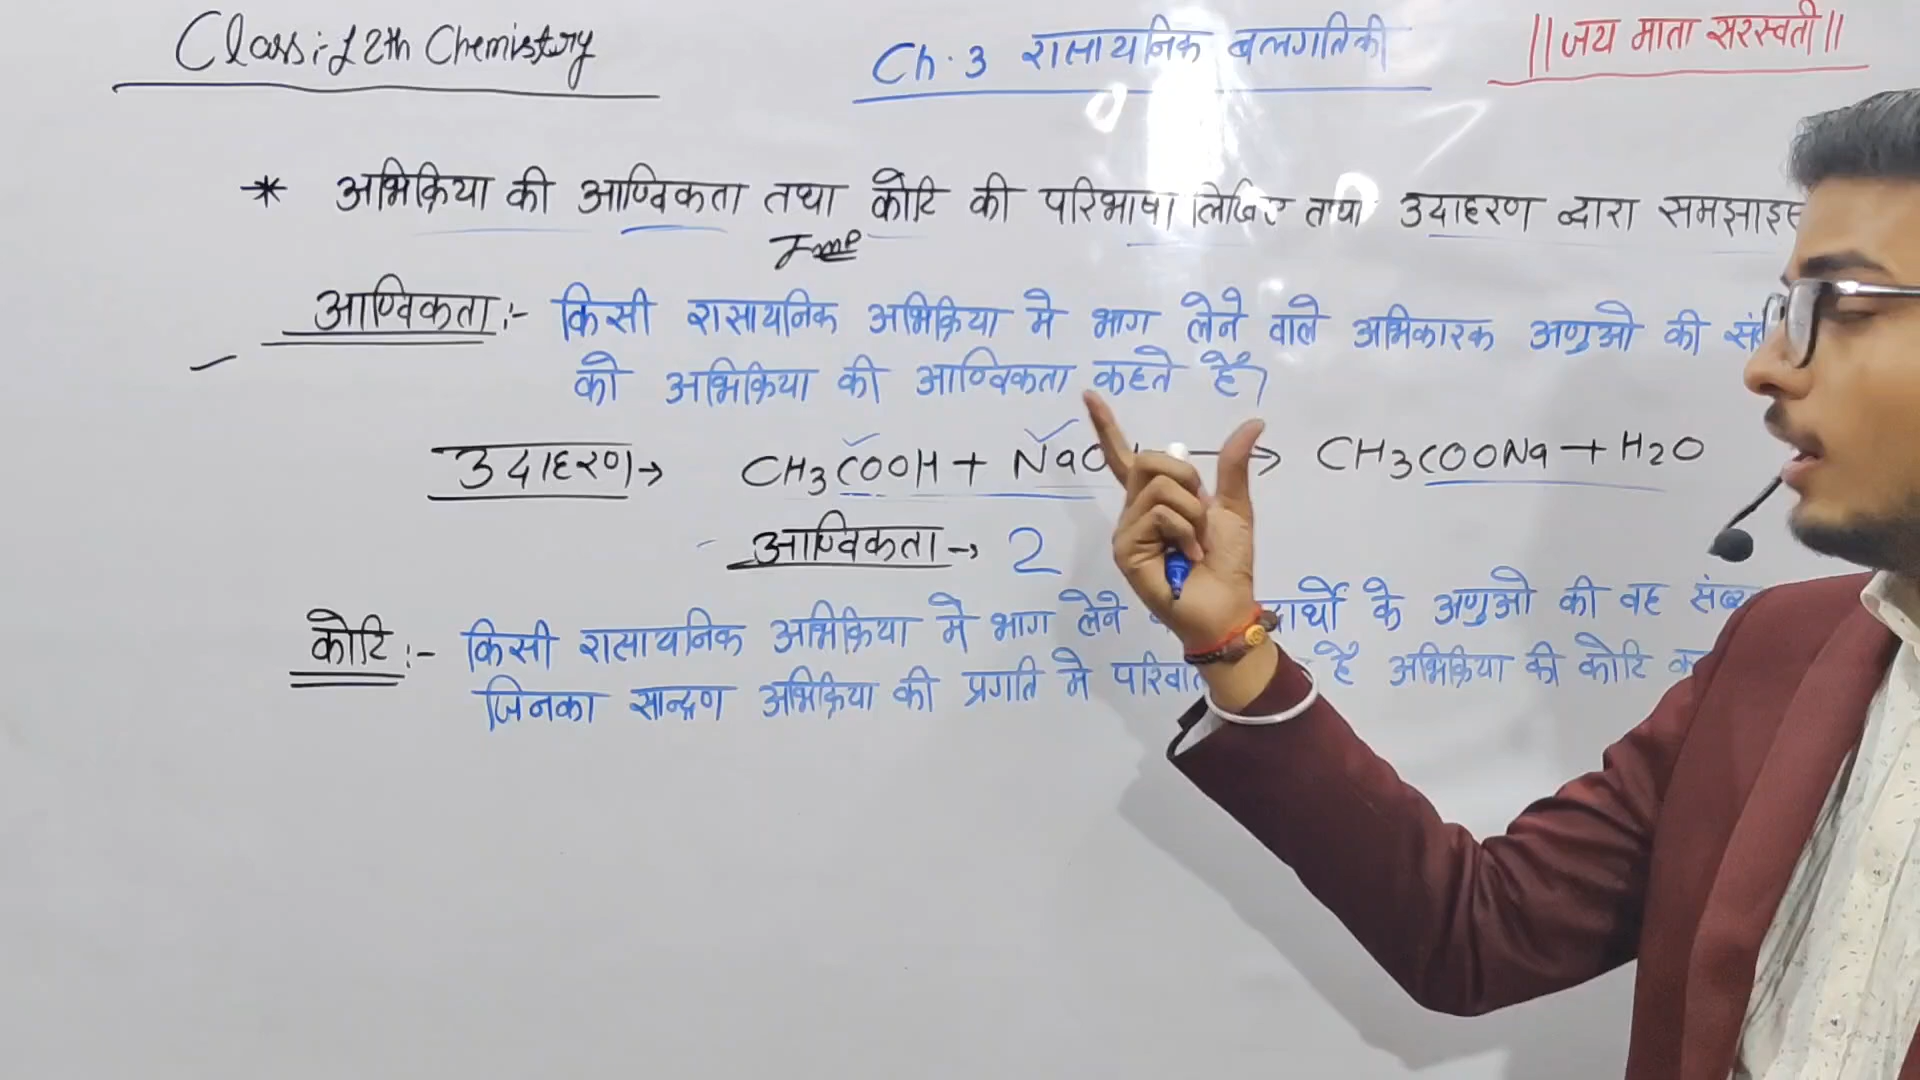 Class:-12th Chemistry
Ch.3 रासायनिक बलगतिकी
||जय माता सरस्वती||
* अभिक्रिया की आण्विकता तथा कोटि की परिभाषा लिखिए तथा उदाहरण द्वारा समझाइए
Imp
आण्विकता:- किसी रासायनिक अभिक्रिया मे भाग लेने वाले अभिकारक अणुओ की
को अभिक्रिया की आण्विकता कहते हैं।
उदाहरण→ CH3COOH + NaO → CH3COONa + H2O
आण्विकता→ 2
कोटि:- किसी रासायनिक अभिक्रिया मे भाग लेने के अणुओ की वह
जिनका सान्द्रण अभिक्रिया की प्रगति मे है अभिक्रिया की कोटि